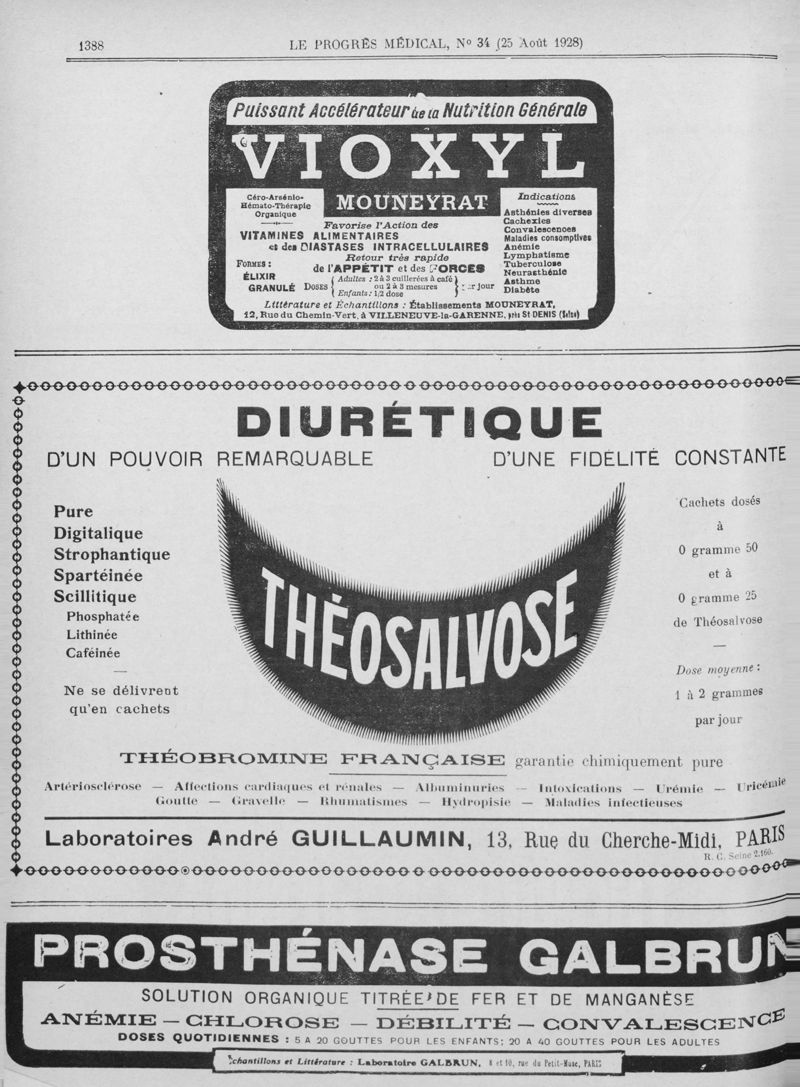 1388
LE PROGRÈS MÉDICAL, No 34 (25 Août 1928)
Puissant Accélérateur de la Nutrition Générale
VIOXYL
MOUNEYRAT
Céro-Arsénio-
Hémato-Thérapie
Organique
Favorise l'Action des
VITAMINES ALIMENTAIRES
et des DIASTASES INTRACELLULAIRES
Retour très rapide
de l'APPÉTIT et des FORCES
FORMES :
ÉLIXIR
GRANULÉ
DOSES
Adultes : 2 à 3 cuillerées à café
ou 2 à 3 mesures
Enfants : 1/2 dose
par jour
Indications
Asthénies diverses
Cachexies
Convalescences
Maladies consomptives
Anémie
Lymphatisme
Tuberculose
Neurasthénie
Asthme
Diabète
Littérature et Échantillons : Établissements MOUNEYRAT,
12, Rue du Chemin-Vert, à VILLENEUVE-la-GARENNE, près St-DENIS (Seine)
DIURÉTIQUE
D'UN POUVOIR REMARQUABLE D'UNE FIDÉLITÉ CONSTANTE
Pure
Digitalique
Strophantique
Spartéinée
Scillitique
Phosphatée
Lithinée
Caféinée
Ne se délivrent
qu'en cachets
THÉOSALVOSE
Cachets dosés
à
0 gramme 50
et à
0 gramme 25
de Théosalvose
Dose moyenne :
1 à 2 grammes
par jour
THÉOBROMINE FRANÇAISE garantie chimiquement pure
Artériosclérose — Affections cardiaques et rénales — Albuminuries — Intoxications — Urémie — Uricémie
Goutte — Gravelle — Rhumatismes — Hydropisie — Maladies infectieuses
Laboratoires André GUILLAUMIN, 13, Rue du Cherche-Midi, PARIS
R. C. Seine 2.160.
PROSTHÉNASE GALBRUN
SOLUTION ORGANIQUE TITRÉE DE FER ET DE MANGANÈSE
ANÉMIE — CHLOROSE — DÉBILITÉ — CONVALESCENCE
DOSES QUOTIDIENNES : 5 A 20 GOUTTES POUR LES ENFANTS; 20 A 40 GOUTTES POUR LES ADULTES
Échantillons et Littérature : Laboratoire GALBRUN, 8 et 10, rue du Petit-Musc, PARIS